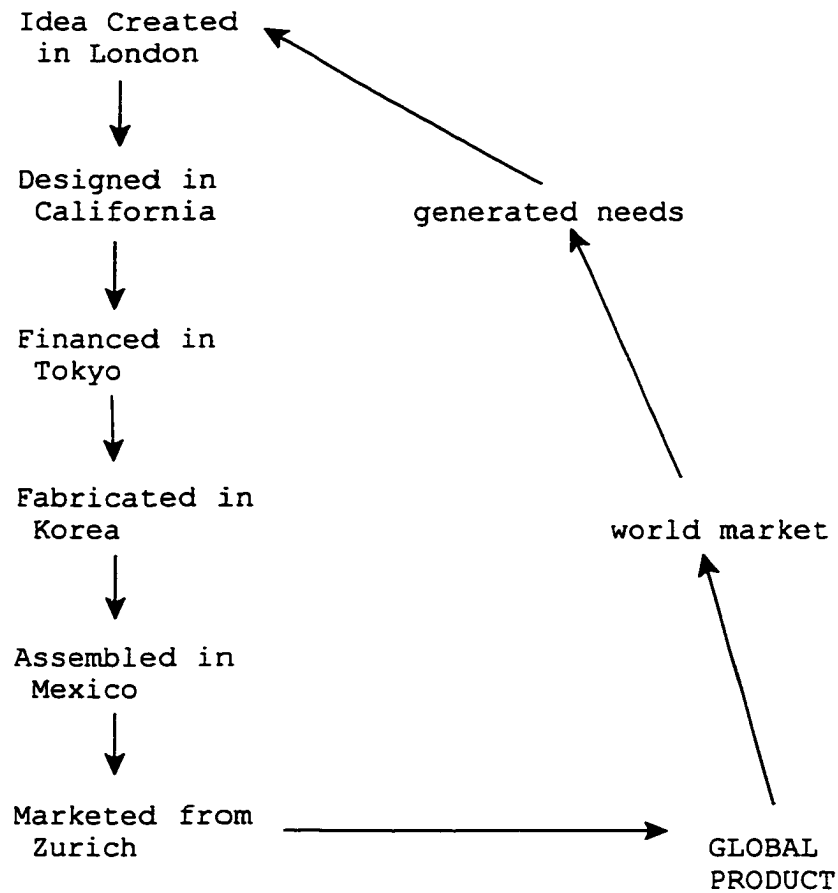 Idea Created
in London
Designed in
California
generated needs
Financed in
Tokyo
Fabricated in
Korea
world market
Assembled in
Mexico
Marketed from
Zurich
GLOBAL
PRODUCT